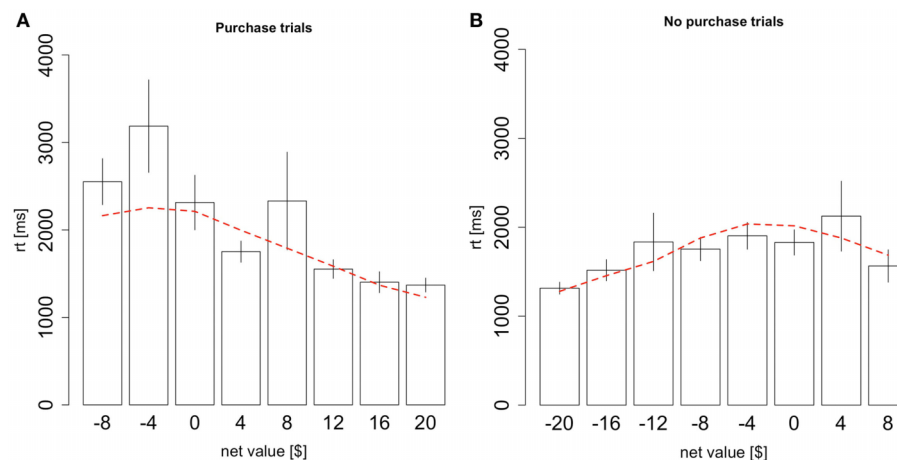 A
Purchase trials
4000
3000
2000
1000
0
rt [ms]
-8 -4 0 4 8 12 16 20
net value [$]
B
No purchase trials
4000
3000
2000
1000
0
rt [ms]
-20 -16 -12 -8 -4 0 4 8
net value [$]